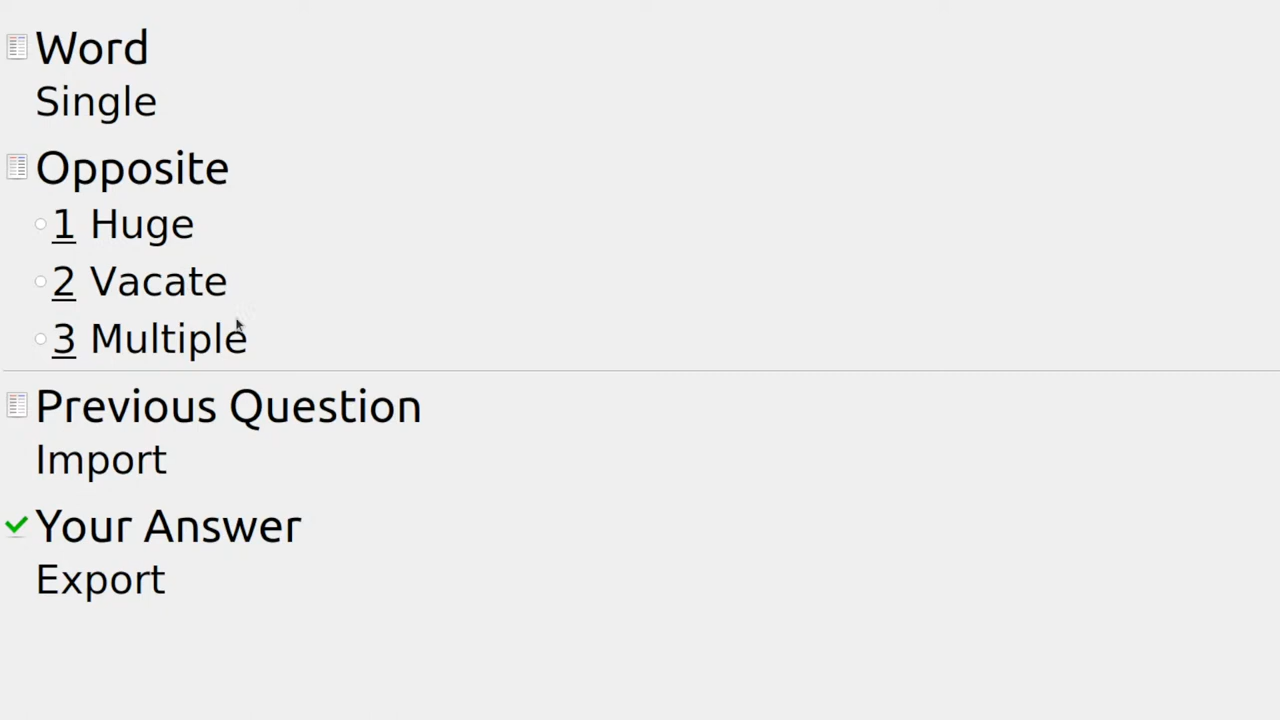 Word
Single
Opposite
1 Huge
2 Vacate
3 Multiple
Previous Question
Import
Your Answer
Export